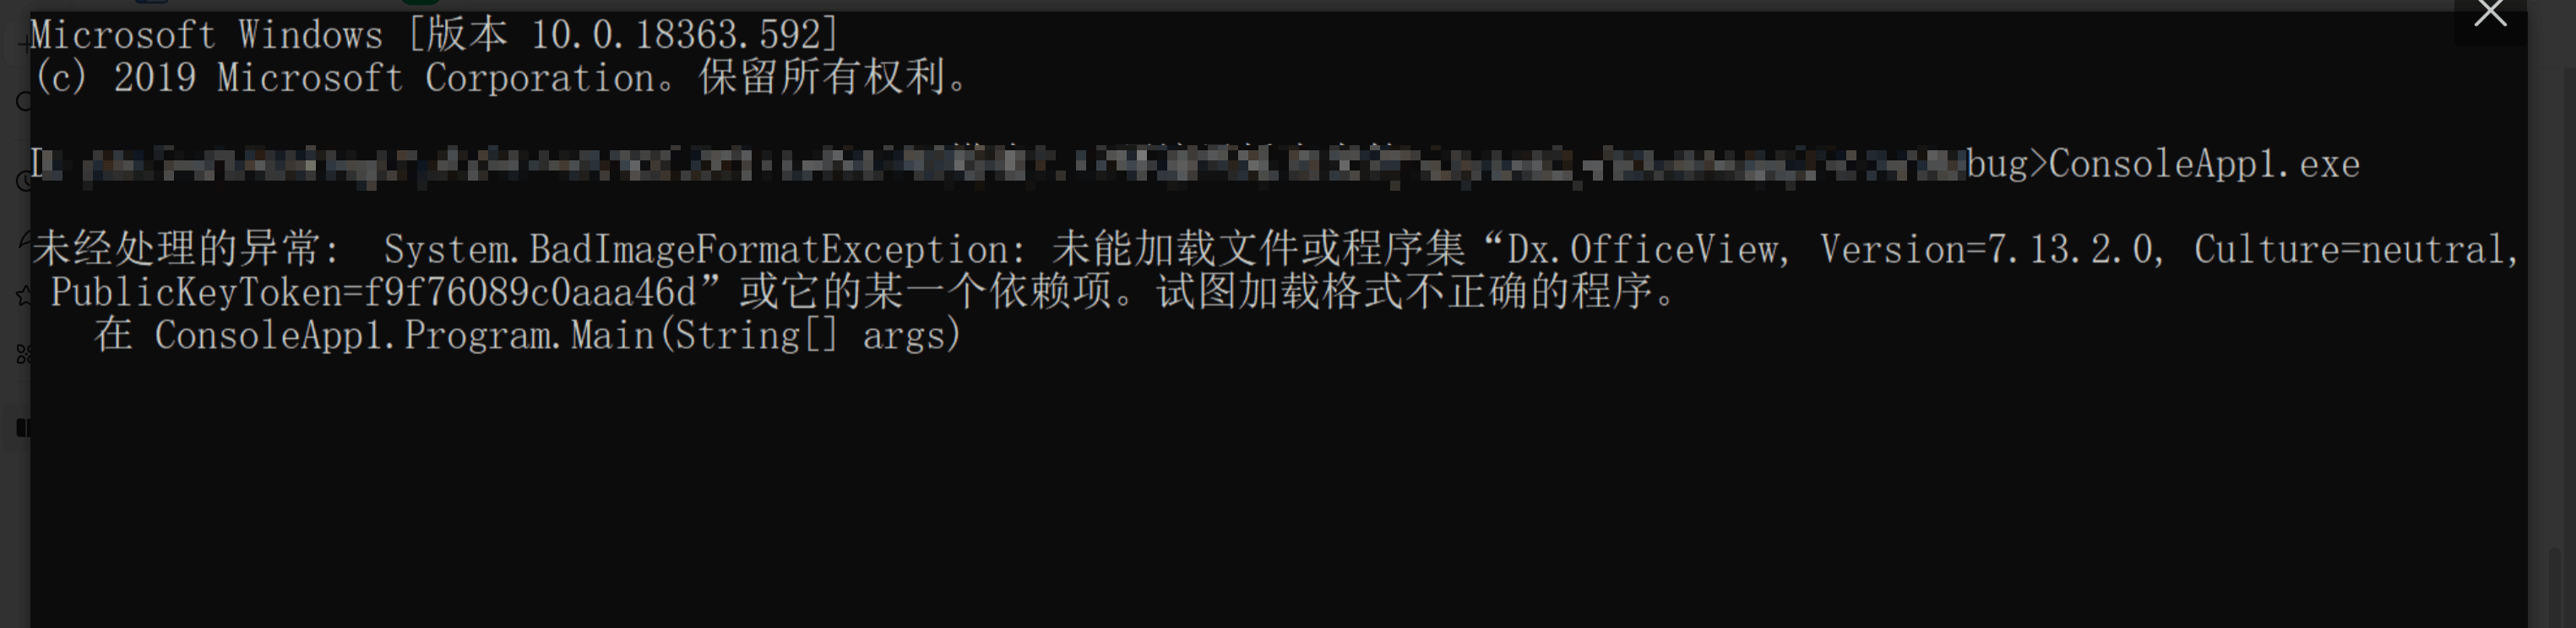 Microsoft Windows [版本 10.0.18363.592]
(c) 2019 Microsoft Corporation。保留所有权利。
bug>ConsoleApp1.exe
未经处理的异常:  System.BadImageFormatException: 未能加载文件或程序集“Dx.OfficeView, Version=7.13.2.0, Culture=neutral,
PublicKeyToken=f9f76089c0aaa46d”或它的某一个依赖项。试图加载格式不正确的程序。
在 ConsoleApp1.Program.Main(String[] args)